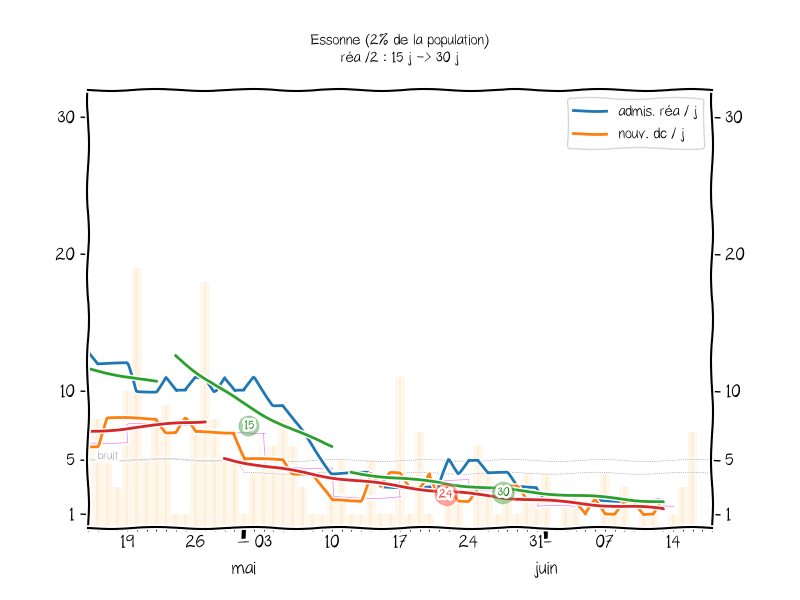 Essonne (2% de la population)
réa /2 : 15 j -> 30 j
admis. réa / j
nouv. dc / j
30
30
20
20
10
10
15
5
bruit
5
24
30
1
1
19 26 03 10 17 24 31 07 14
mai juin